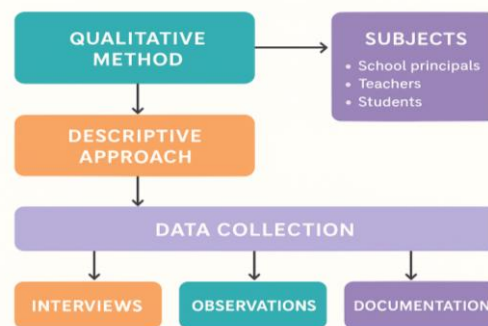 QUALITATIVE
METHOD
SUBJECTS
• School principals
• Teachers
• Students
DESCRIPTIVE
APPROACH
DATA COLLECTION
INTERVIEWS
OBSERVATIONS
DOCUMENTATION